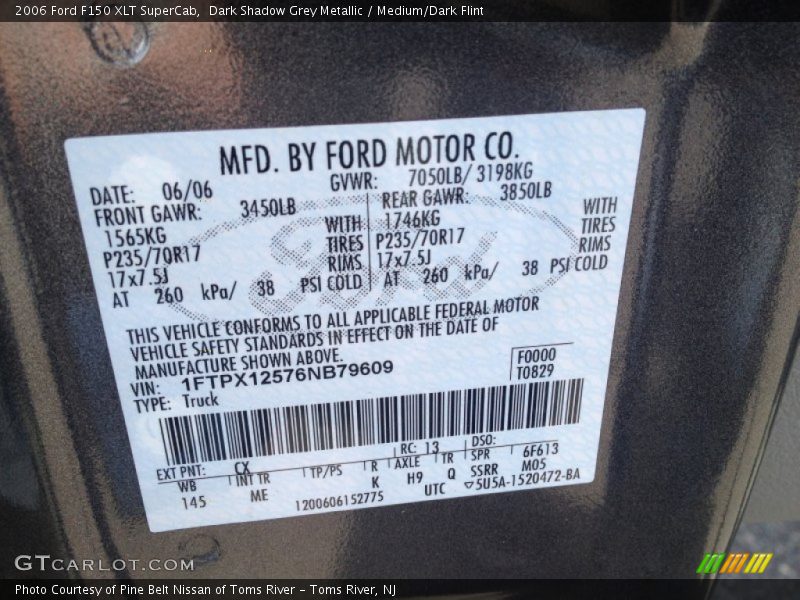 2006 Ford F150 XLT SuperCab, Dark Shadow Grey Metallic / Medium/Dark Flint
MFD. BY FORD MOTOR CO.
DATE: 06/06 GVWR: 7050LB/ 3198KG
FRONT GAWR: 3450LB REAR GAWR: 3850LB
1565KG WITH 1746KG WITH
P235/70R17 TIRES P235/70R17 TIRES
17x7.5J RIMS 17x7.5J RIMS
AT 260 kPa/ 38 PSI COLD AT 260 kPa/ 38 PSI COLD
THIS VEHICLE CONFORMS TO ALL APPLICABLE FEDERAL MOTOR
VEHICLE SAFETY STANDARDS IN EFFECT ON THE DATE OF
MANUFACTURE SHOWN ABOVE.
VIN: 1FTPX12576NB79609 F0000
TYPE: Truck T0829
Ford
EXT PNT: CX RC: 13 DSO:
WB INT TR TP/PS R AXLE TR SPR 6F613
145 ME K H9 Q SSRR M05
1200606152775 UTC ▽5U5A-1520472-BA
GTCARLOT.COM
Photo Courtesy of Pine Belt Nissan of Toms River – Toms River, NJ